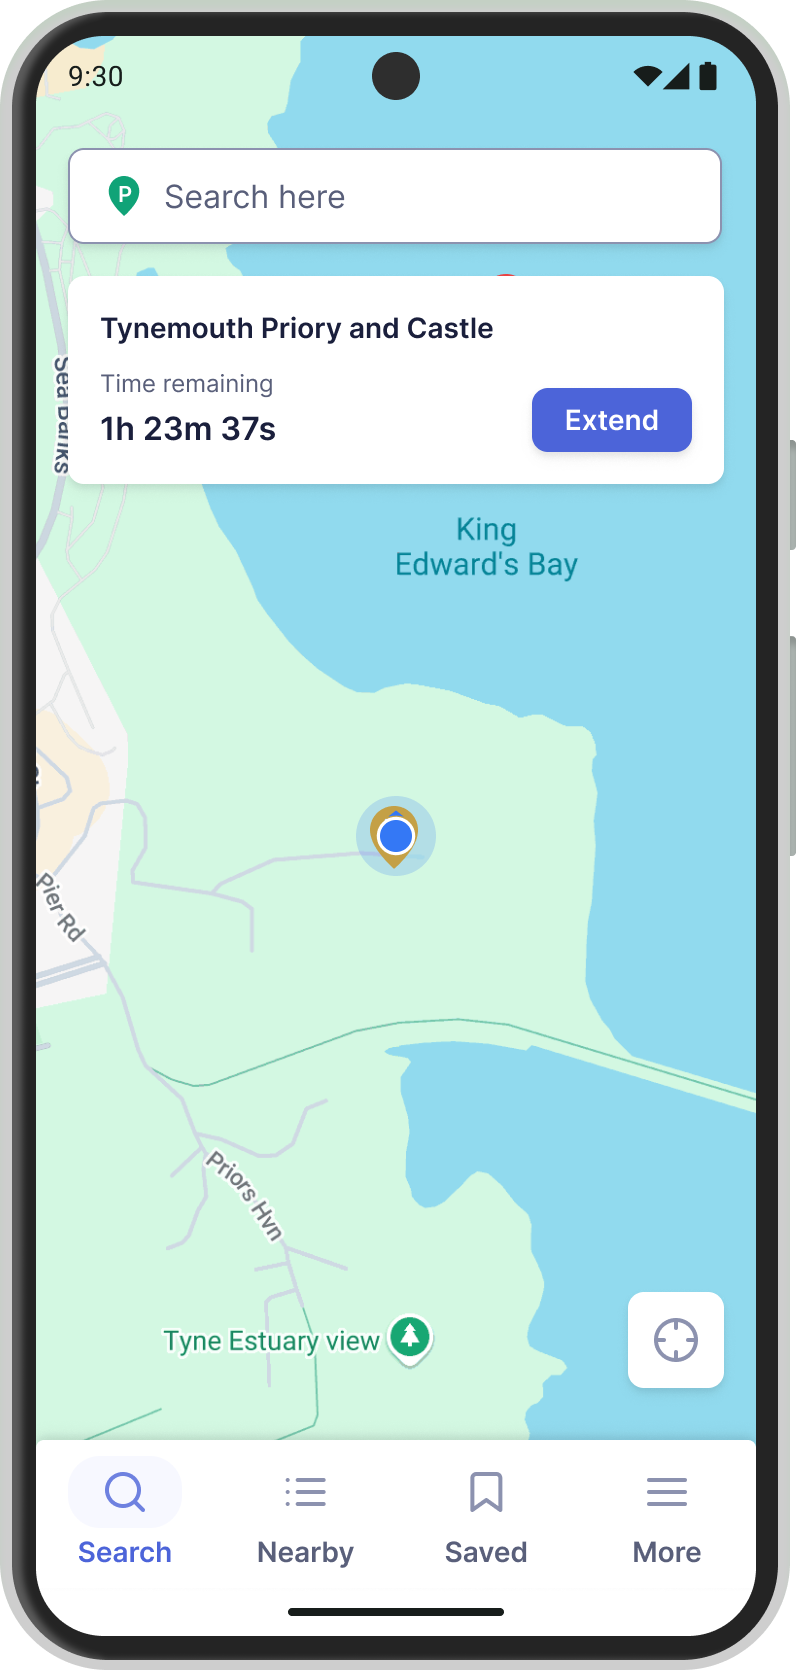 9:30
P
Search here
Tynemouth Priory and Castle
Time remaining
1h 23m 37s
Extend
Sea Banks
King
Edward's Bay
Pier Rd
Priors Hvn
Tyne Estuary view
Search
Nearby
Saved
More